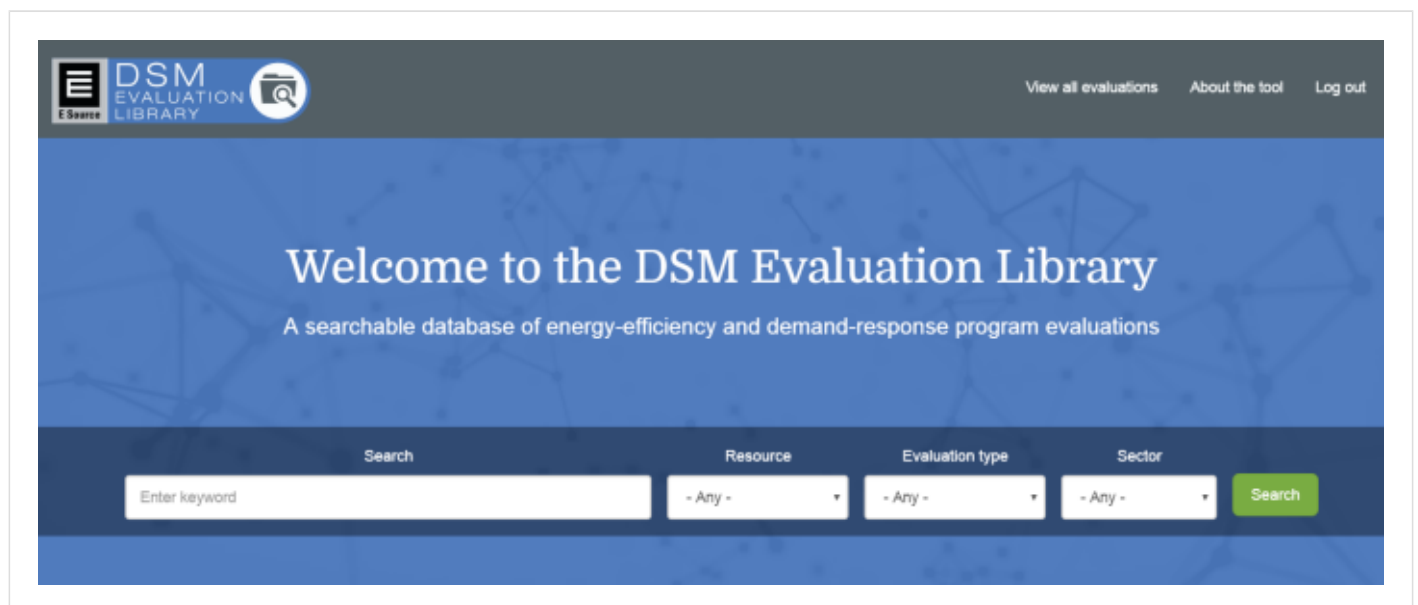 DSM
EVALUATION
LIBRARY
E Source
View all evaluations About the tool Log out
Welcome to the DSM Evaluation Library
A searchable database of energy-efficiency and demand-response program evaluations
Search Resource Evaluation type Sector
Enter keyword - Any - - Any - - Any - Search